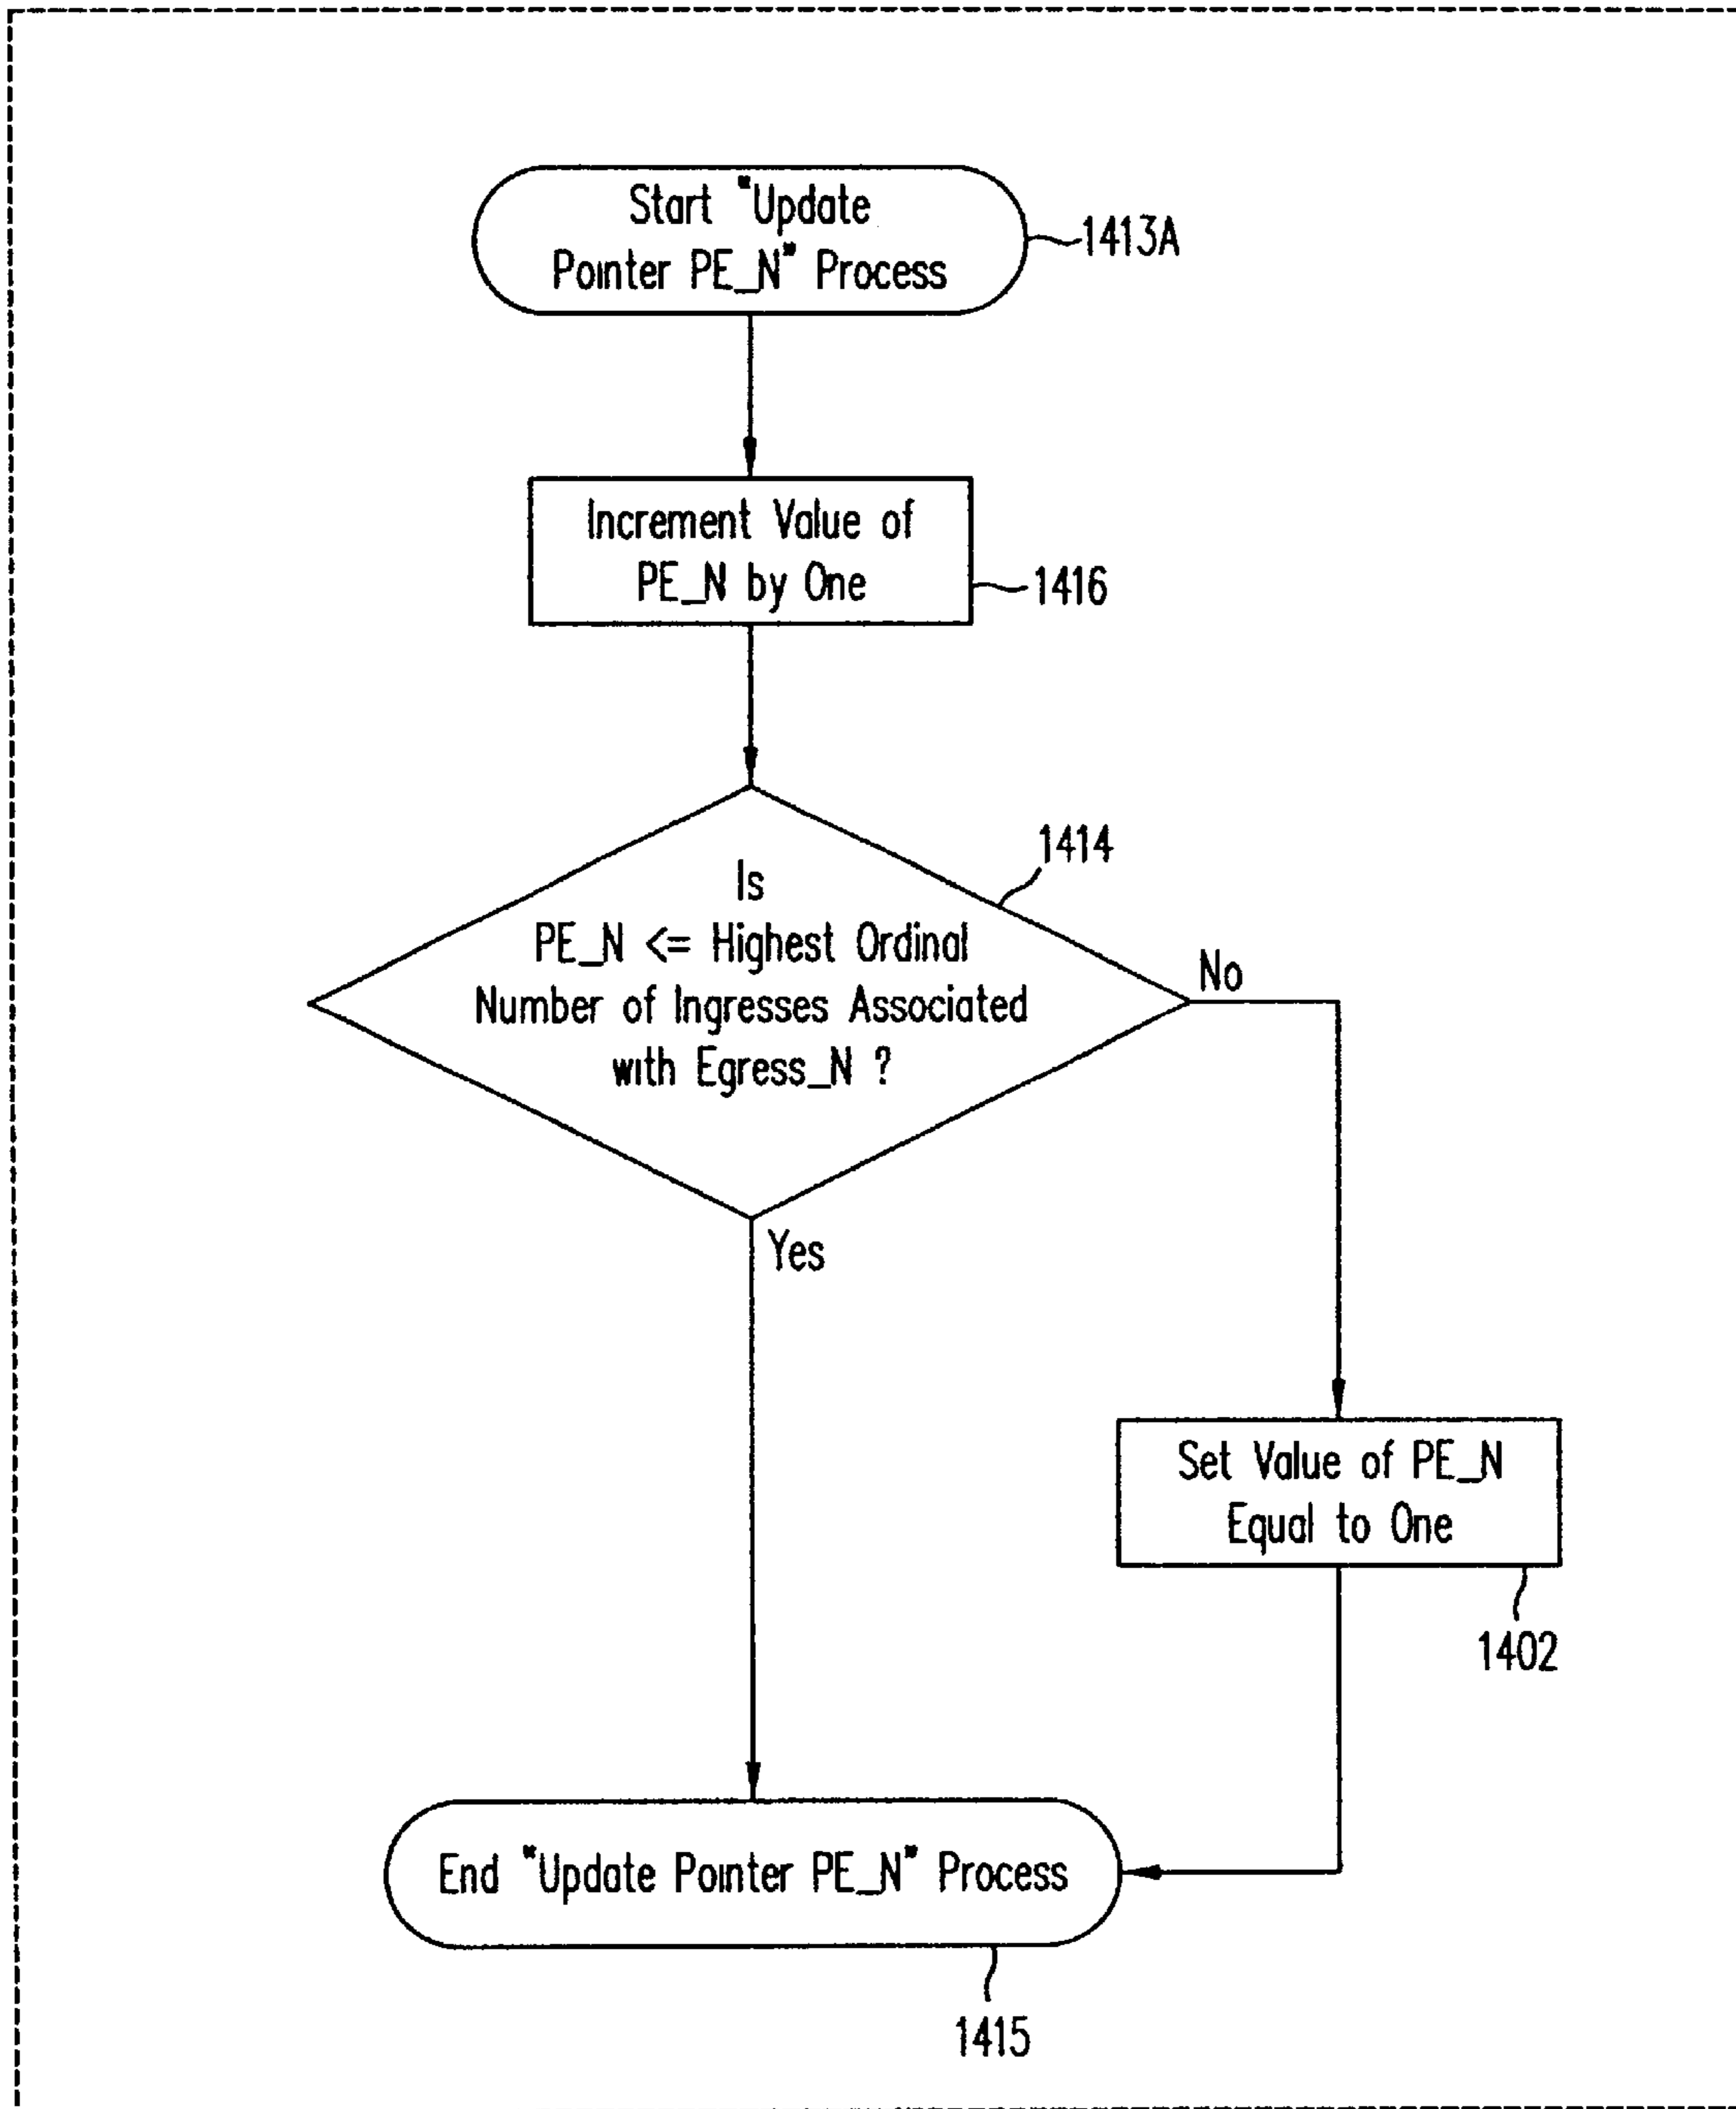 Start "Update
Pointer PE_N" Process
1413A
Increment Value of
PE_N by One
1416
1414
Is
PE_N <= Highest Ordinal
Number of Ingresses Associated
with Egress_N ?
No
Yes
Set Value of PE_N
Equal to One
1402
End "Update Pointer PE_N" Process
1415